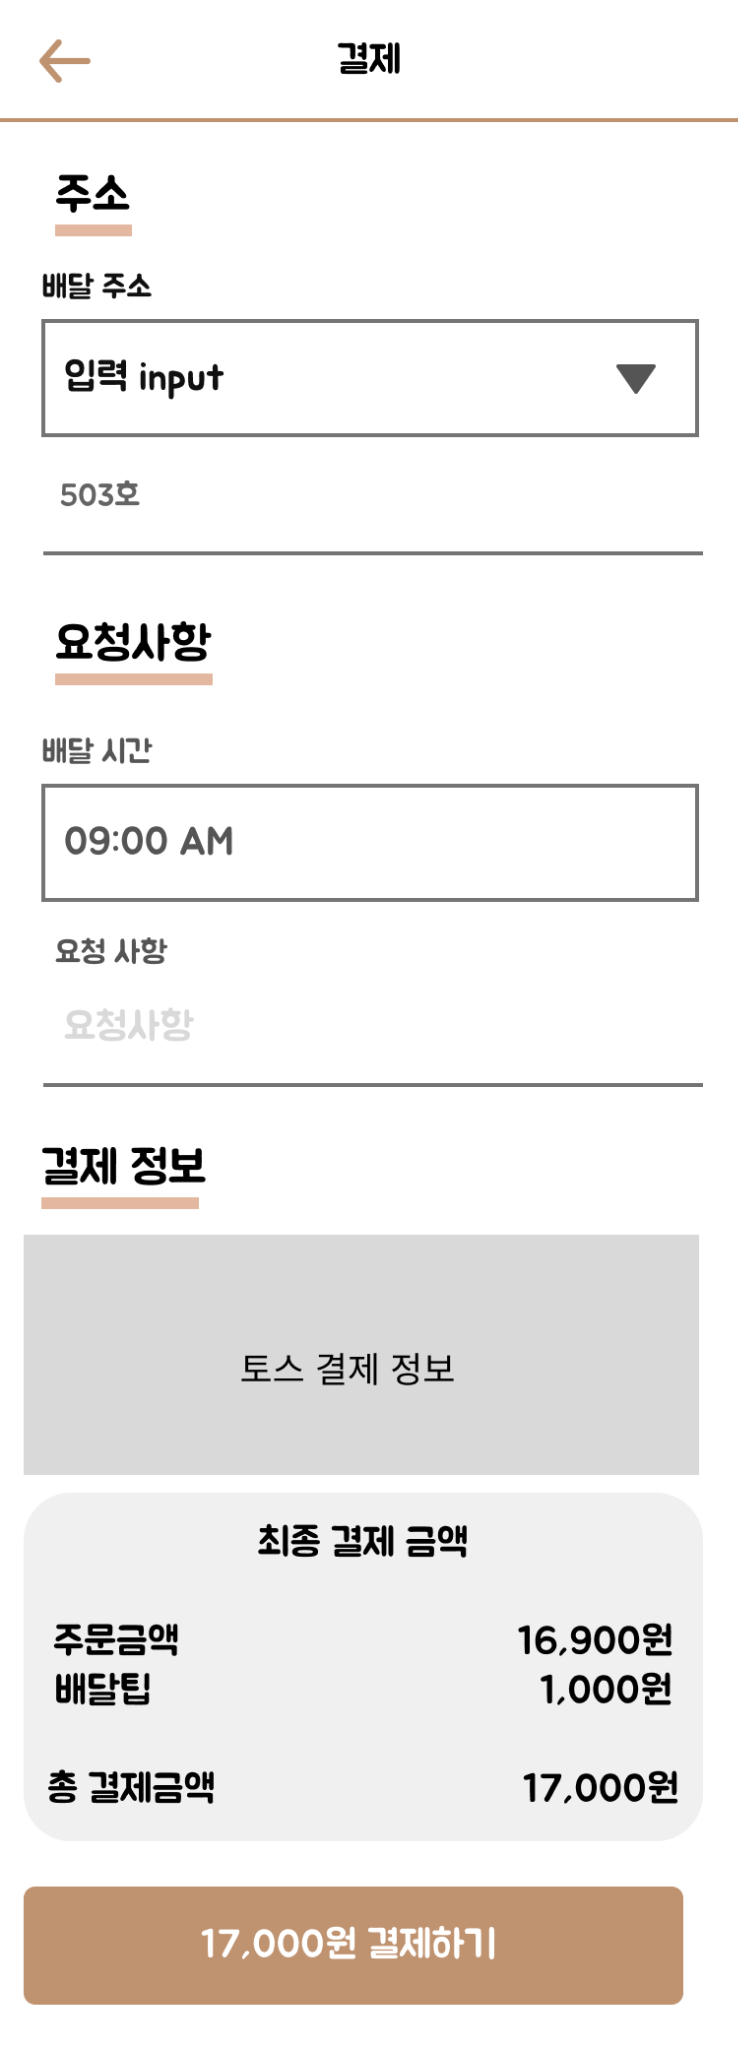 결제
주소
배달 주소
입력 input
503호
요청사항
배달 시간
09:00 AM
요청 사항
요청사항
결제 정보
토스 결제 정보
최종 결제 금액
주문금액 16,900원
배달팁 1,000원
총 결제금액 17,000원
17,000원 결제하기